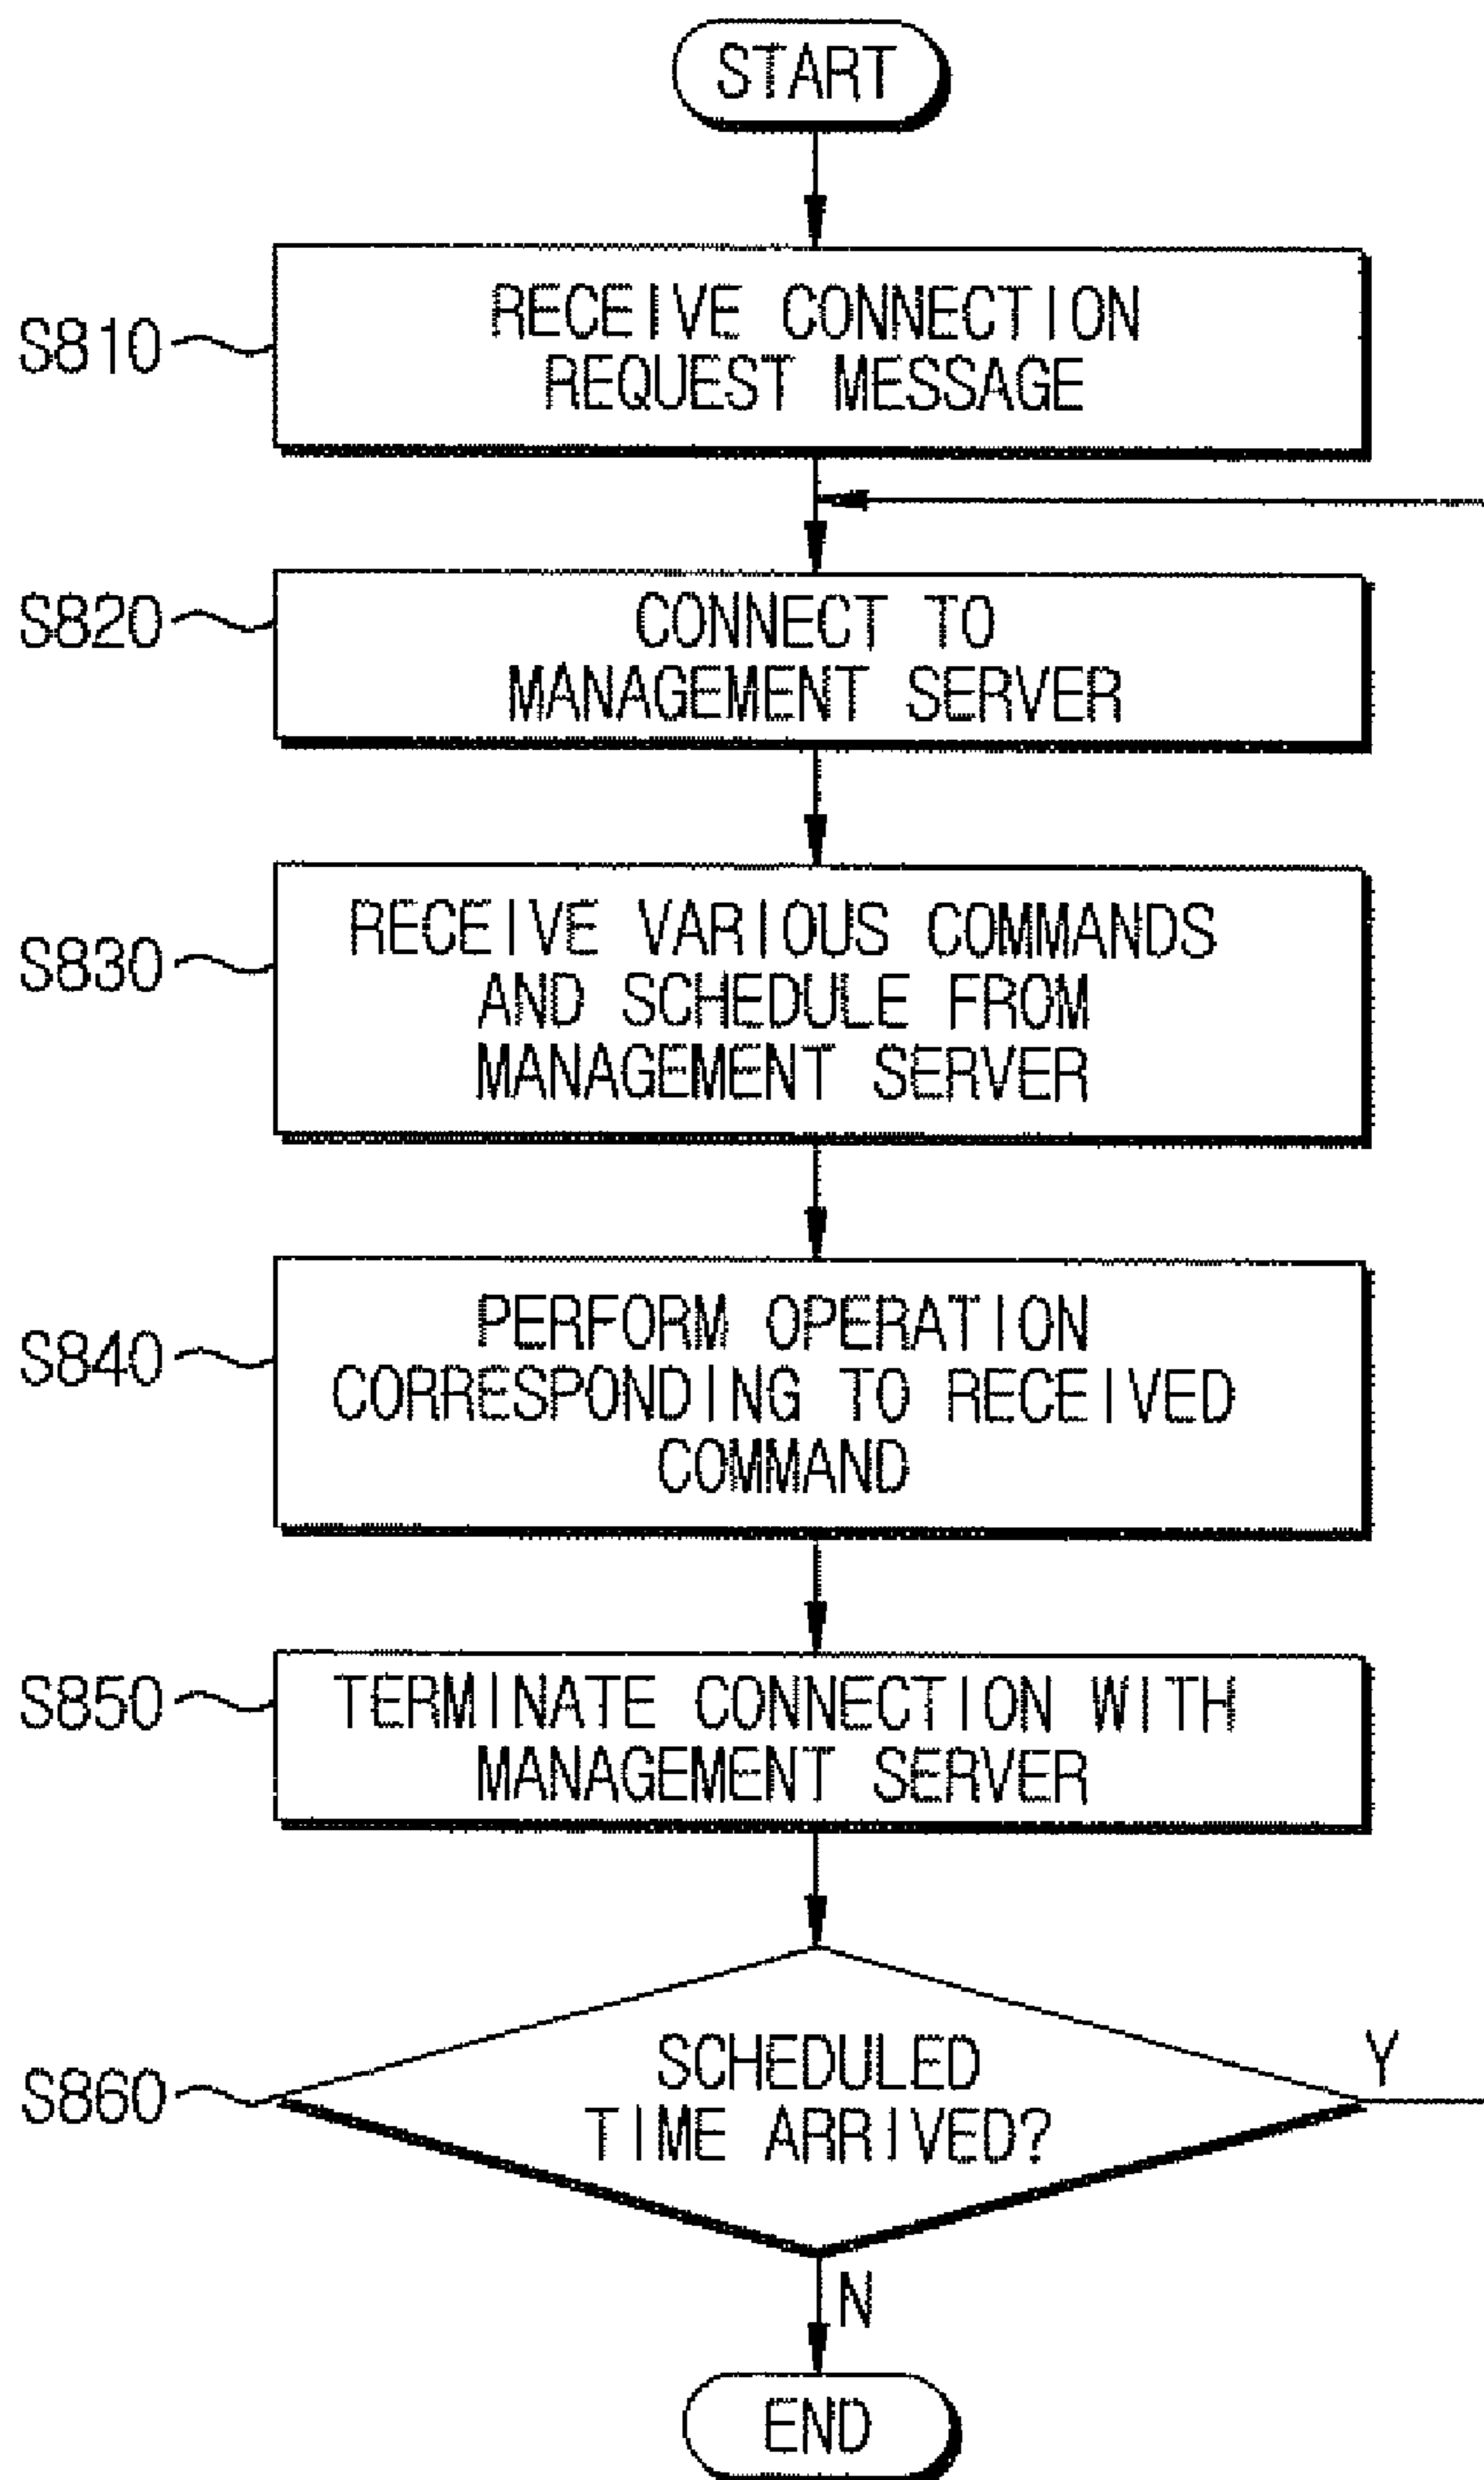 START
S810
RECEIVE CONNECTION
REQUEST MESSAGE
S820
CONNECT TO
MANAGEMENT SERVER
S830
RECEIVE VARIOUS COMMANDS
AND SCHEDULE FROM
MANAGEMENT SERVER
S840
PERFORM OPERATION
CORRESPONDING TO RECEIVED
COMMAND
S850
TERMINATE CONNECTION WITH
MANAGEMENT SERVER
S860
SCHEDULED
TIME ARRIVED?
Y
N
END